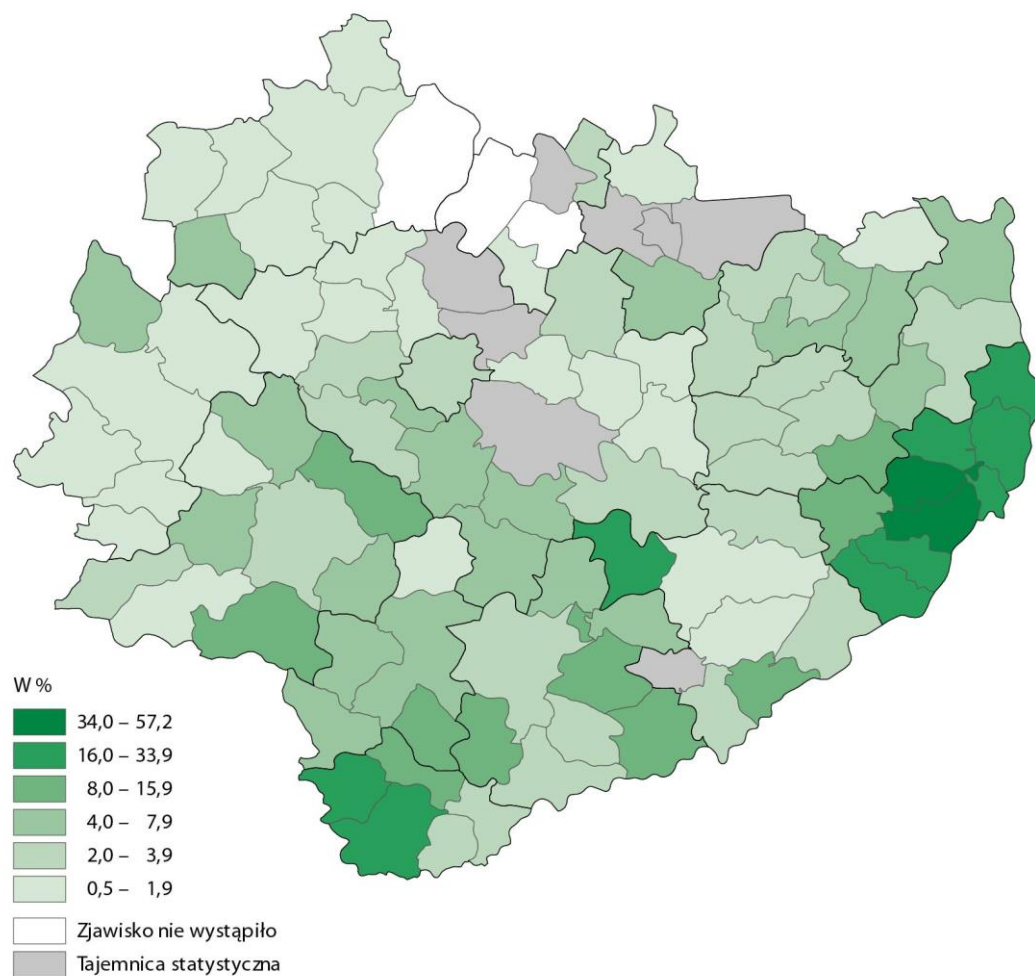 W %
34,0 – 57,2
16,0 – 33,9
8,0 – 15,9
4,0 – 7,9
2,0 – 3,9
0,5 – 1,9
Zjawisko nie wystąpiło
Tajemnica statystyczna